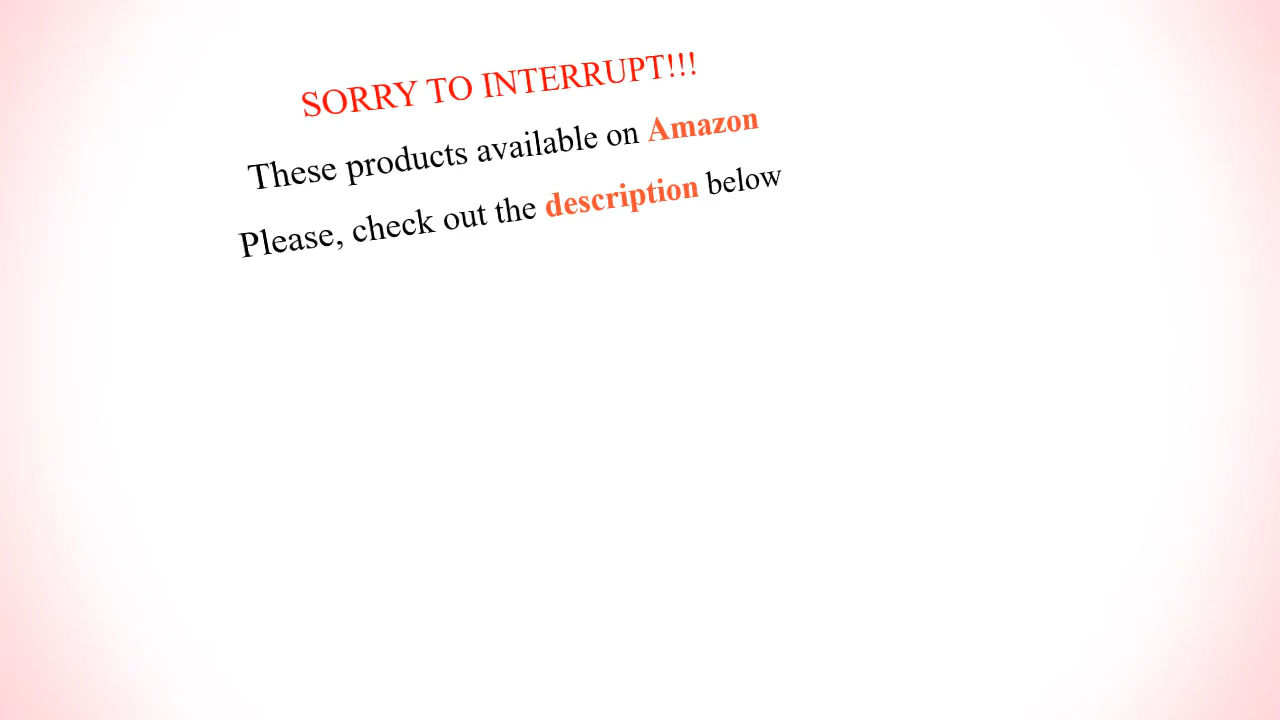 SORRY TO INTERRUPT!!!
These products available on Amazon
Please, check out the description below